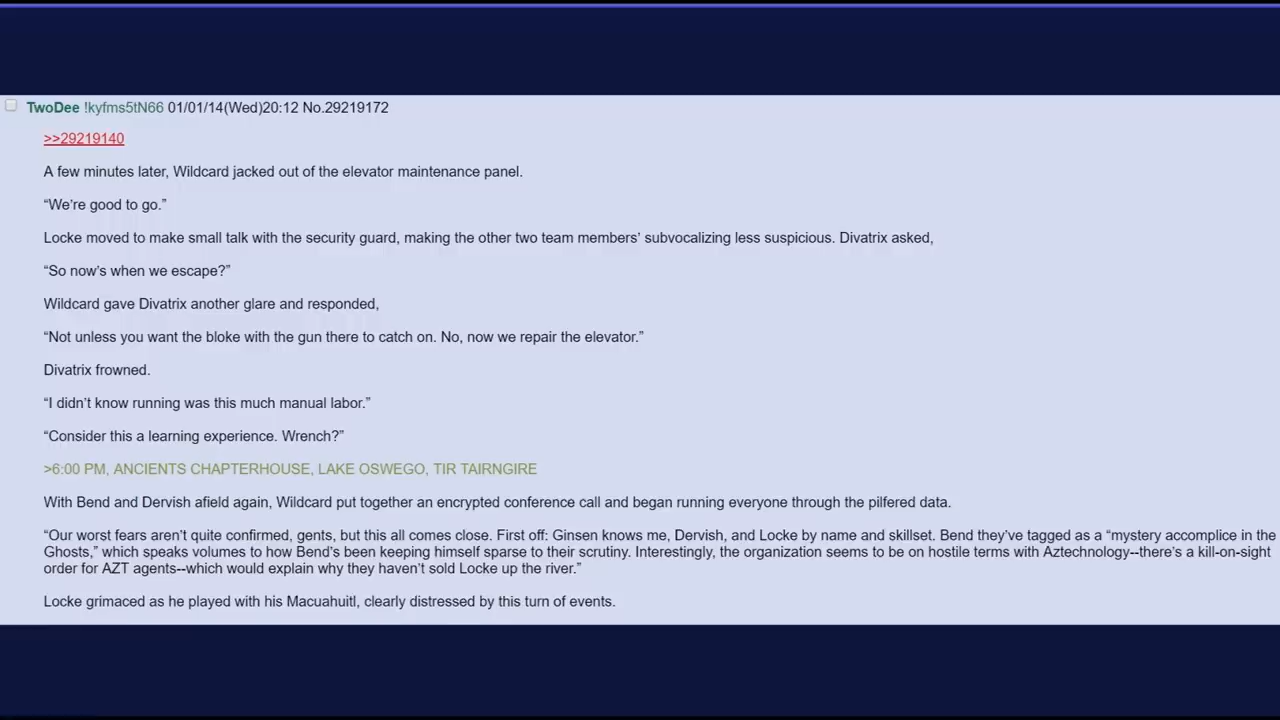 TwoDee !kyfms5tN66 01/01/14(Wed)20:12 No.29219172
>>29219140
A few minutes later, Wildcard jacked out of the elevator maintenance panel.
“We’re good to go.”
Locke moved to make small talk with the security guard, making the other two team members’ subvocalizing less suspicious. Divatrix asked,
“So now’s when we escape?”
Wildcard gave Divatrix another glare and responded,
“Not unless you want the bloke with the gun there to catch on. No, now we repair the elevator.”
Divatrix frowned.
“I didn’t know running was this much manual labor.”
“Consider this a learning experience. Wrench?”
>6:00 PM, ANCIENTS CHAPTERHOUSE, LAKE OSWEGO, TIR TAIRNGIRE
With Bend and Dervish afield again, Wildcard put together an encrypted conference call and began running everyone through the pilfered data.
“Our worst fears aren’t quite confirmed, gents, but this all comes close. First off: Ginsen knows me, Dervish, and Locke by name and skillset. Bend they’ve tagged as a “mystery accomplice in the
Ghosts,” which speaks volumes to how Bend’s been keeping himself sparse to their scrutiny. Interestingly, the organization seems to be on hostile terms with Aztechnology--there’s a kill-on-sight
order for AZT agents--which would explain why they haven’t sold Locke up the river.”
Locke grimaced as he played with his Macuahuitl, clearly distressed by this turn of events.